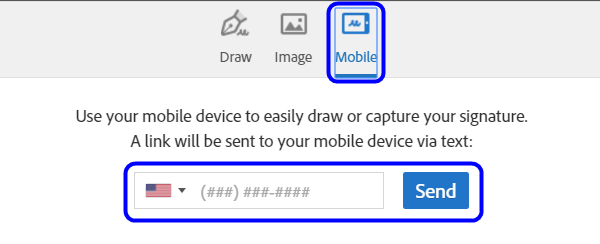 Draw Image Mobile
Use your mobile device to easily draw or capture your signature.
A link will be sent to your mobile device via text:
(###) ###-#### Send